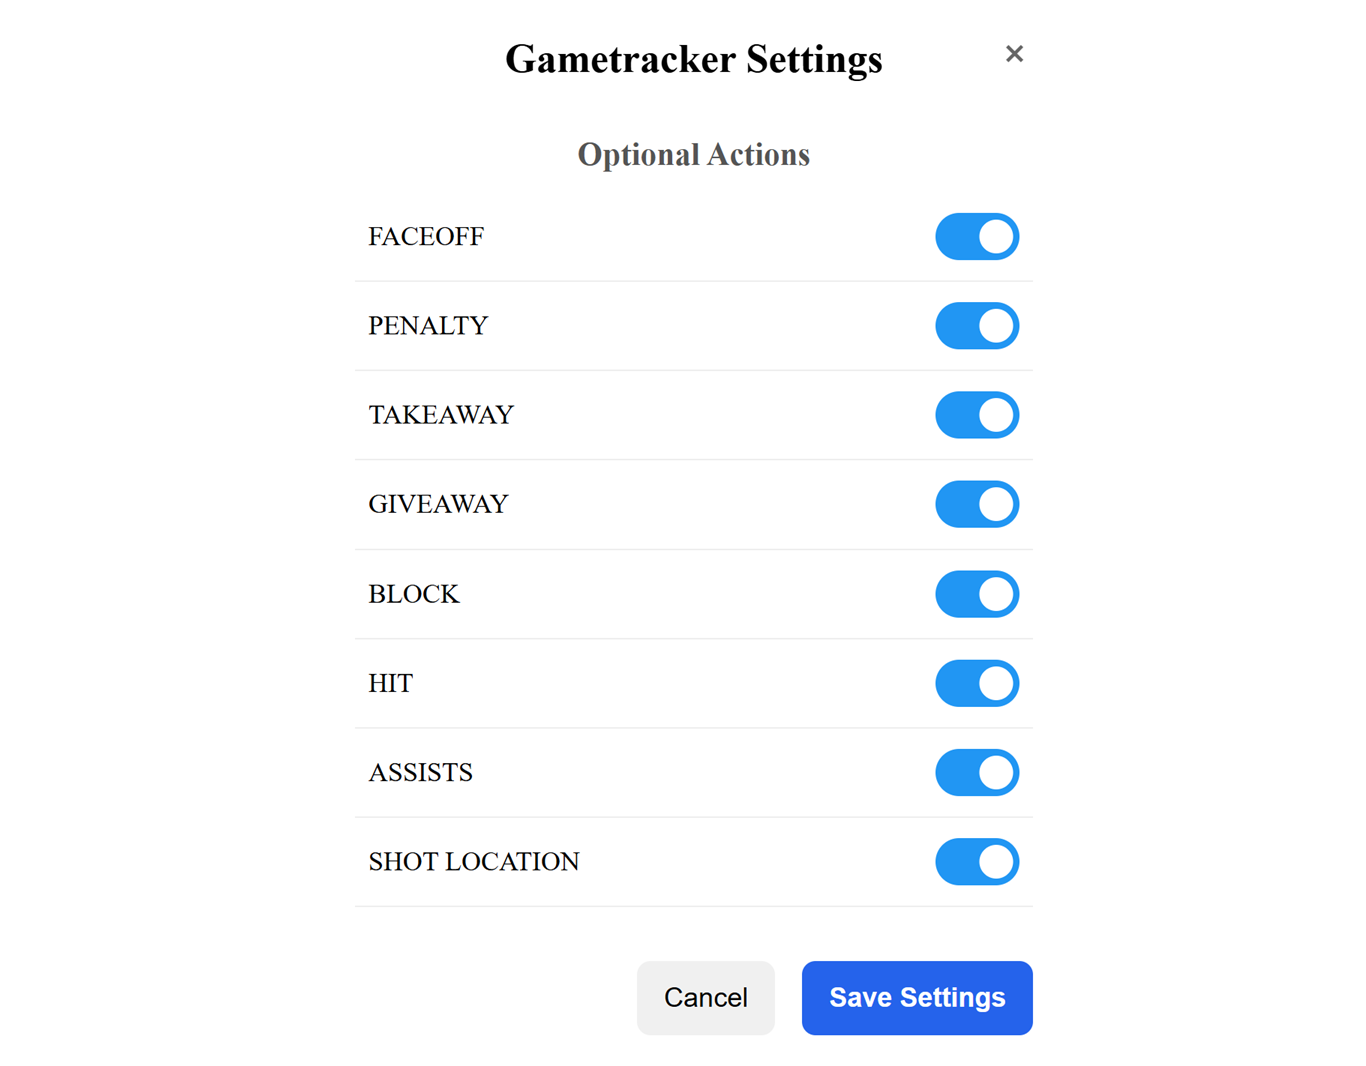 Gametracker Settings
×
Optional Actions
FACEOFF
PENALTY
TAKEAWAY
GIVEAWAY
BLOCK
HIT
ASSISTS
SHOT LOCATION
Cancel
Save Settings